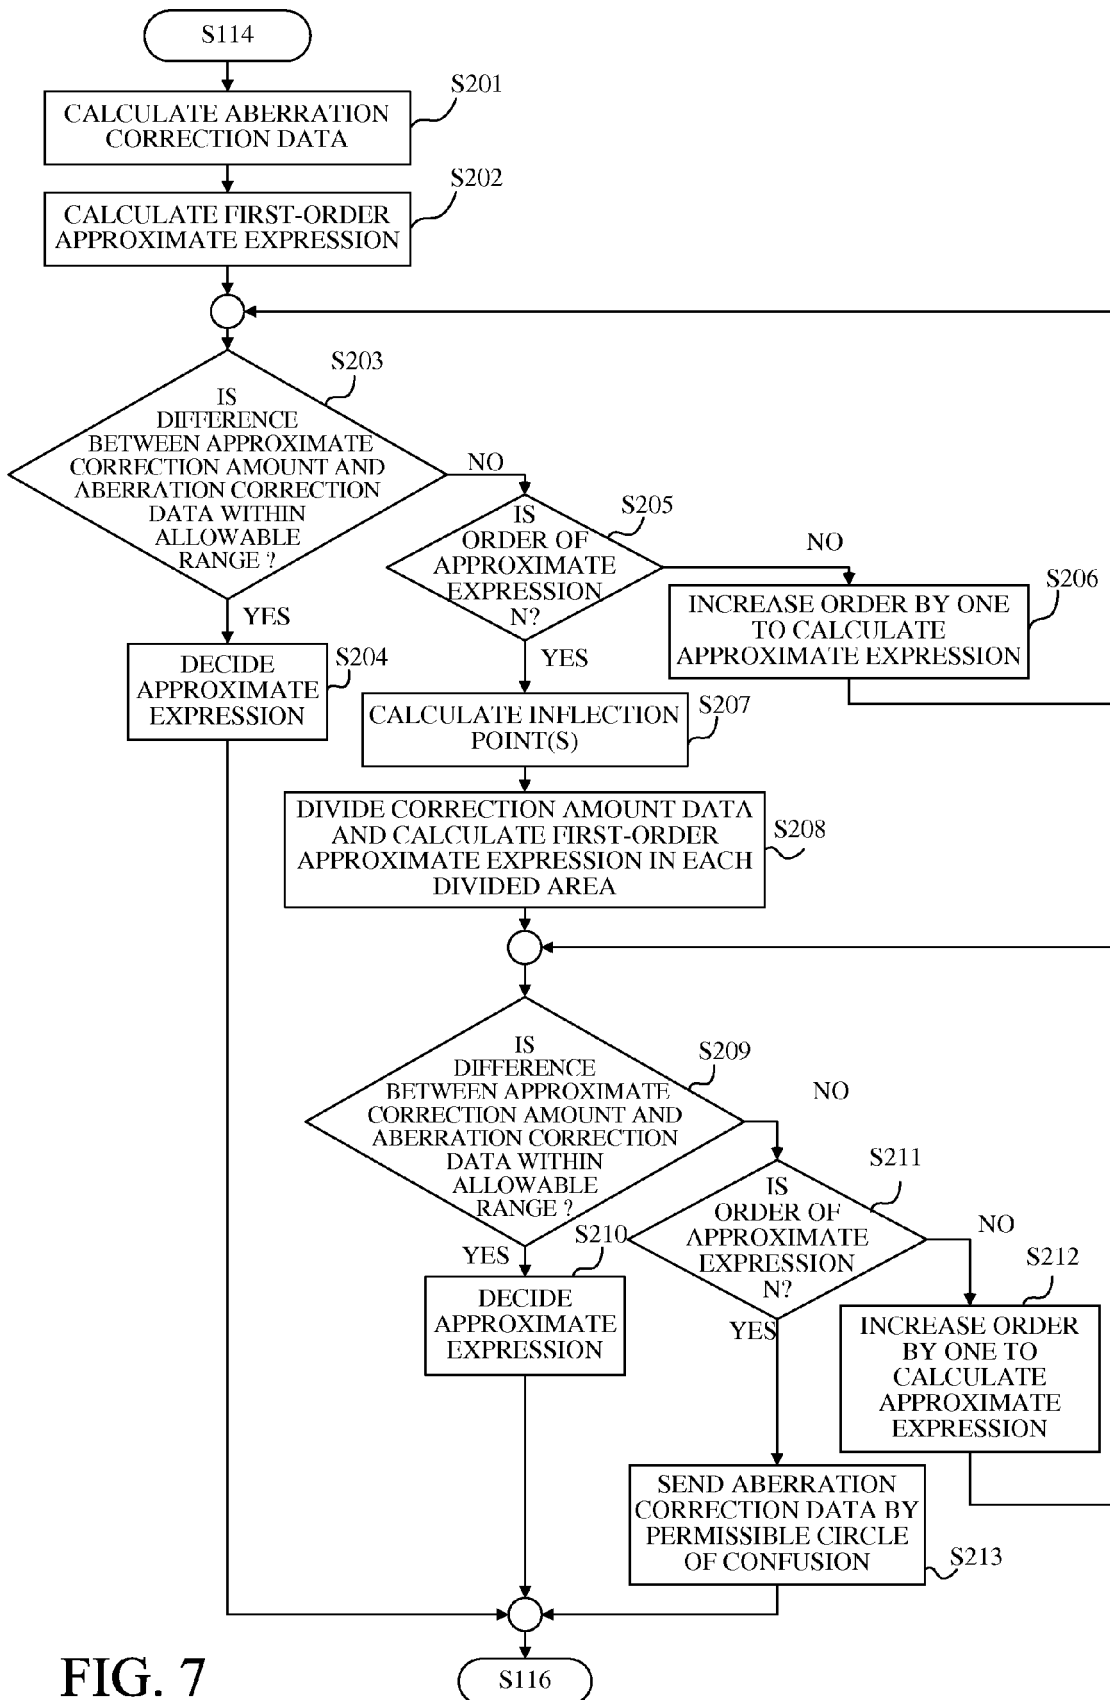 S114
S201
CALCULATE ABERRATION
CORRECTION DATA
S202
CALCULATE FIRST-ORDER
APPROXIMATE EXPRESSION
S203
IS
DIFFERENCE
BETWEEN APPROXIMATE
CORRECTION AMOUNT AND
ABERRATION CORRECTION
DATA WITHIN
ALLOWABLE
RANGE ?
NO
YES
S204
DECIDE
APPROXIMATE
EXPRESSION
S205
IS
ORDER OF
APPROXIMATE
EXPRESSION
N?
NO
YES
S206
INCREASE ORDER BY ONE
TO CALCULATE
APPROXIMATE EXPRESSION
S207
CALCULATE INFLECTION
POINT(S)
S208
DIVIDE CORRECTION AMOUNT DATA
AND CALCULATE FIRST-ORDER
APPROXIMATE EXPRESSION IN EACH
DIVIDED AREA
S209
IS
DIFFERENCE
BETWEEN APPROXIMATE
CORRECTION AMOUNT AND
ABERRATION CORRECTION
DATA WITHIN
ALLOWABLE
RANGE ?
NO
YES
S210
DECIDE
APPROXIMATE
EXPRESSION
S211
IS
ORDER OF
APPROXIMATE
EXPRESSION
N?
NO
YES
S212
INCREASE ORDER
BY ONE TO
CALCULATE
APPROXIMATE
EXPRESSION
SEND ABERRATION
CORRECTION DATA BY
PERMISSIBLE CIRCLE
OF CONFUSION
S213
S116
FIG. 7